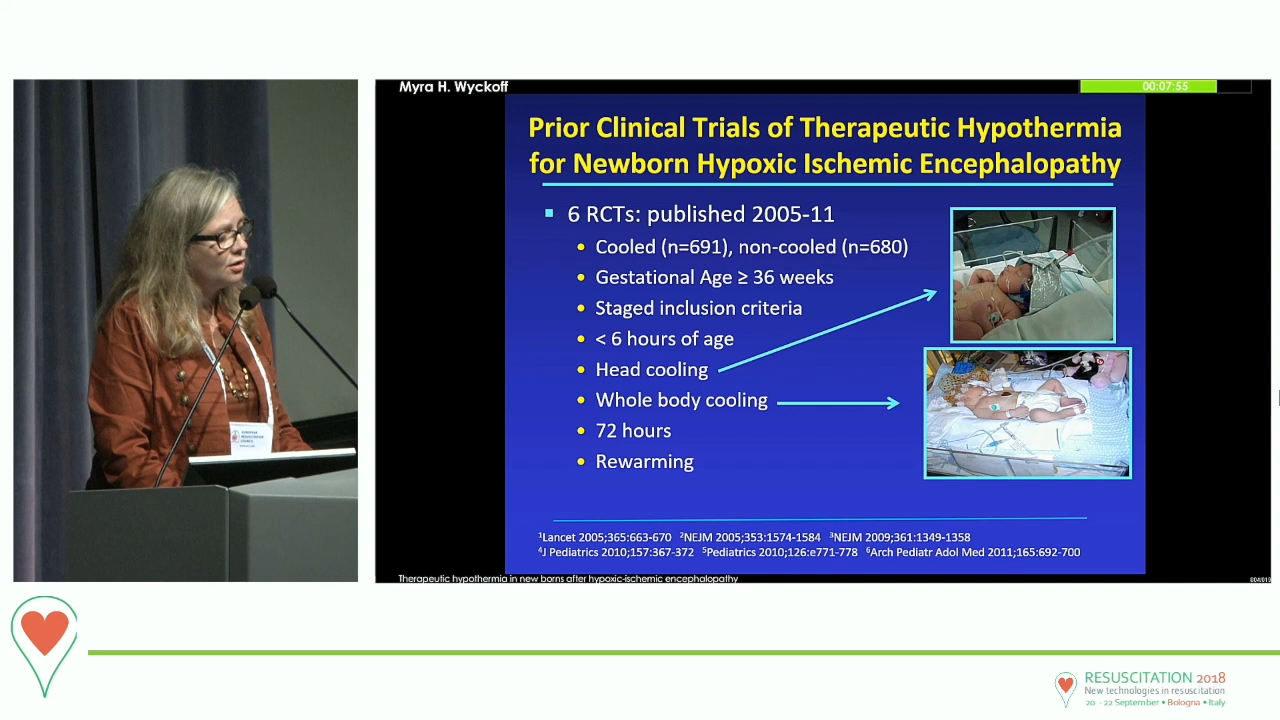 Myra H. Wyckoff
00:07:55
Prior Clinical Trials of Therapeutic Hypothermia
for Newborn Hypoxic Ischemic Encephalopathy
6 RCTs: published 2005-11
Cooled (n=691), non-cooled (n=680)
Gestational Age ≥ 36 weeks
Staged inclusion criteria
< 6 hours of age
Head cooling
Whole body cooling
72 hours
Rewarming
¹Lancet 2005;365:663-670 ²NEJM 2005;353:1574-1584 ³NEJM 2009;361:1349-1358
⁴J Pediatrics 2010;157:367-372 ⁵Pediatrics 2010;126:e771-778 ⁶Arch Pediatr Adol Med 2011;165:692-700
Therapeutic hypothermia in new borns after hypoxic-ischemic encephalopathy
EUROPEAN
RESUSCITATION
COUNCIL
RESUSCITATION 2018
New technologies in resuscitation
20 - 22 September • Bologna • Italy